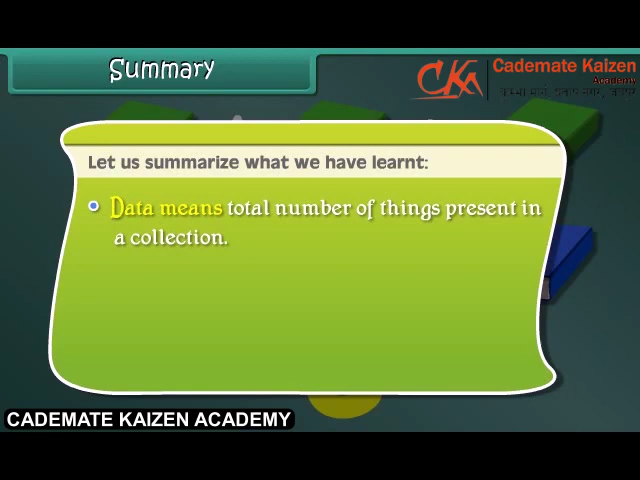 Summary
CKA
Cademate Kaizen
Academy
Let us summarize what we have learnt:
Data means total number of things present in
a collection.
CADEMATE KAIZEN ACADEMY